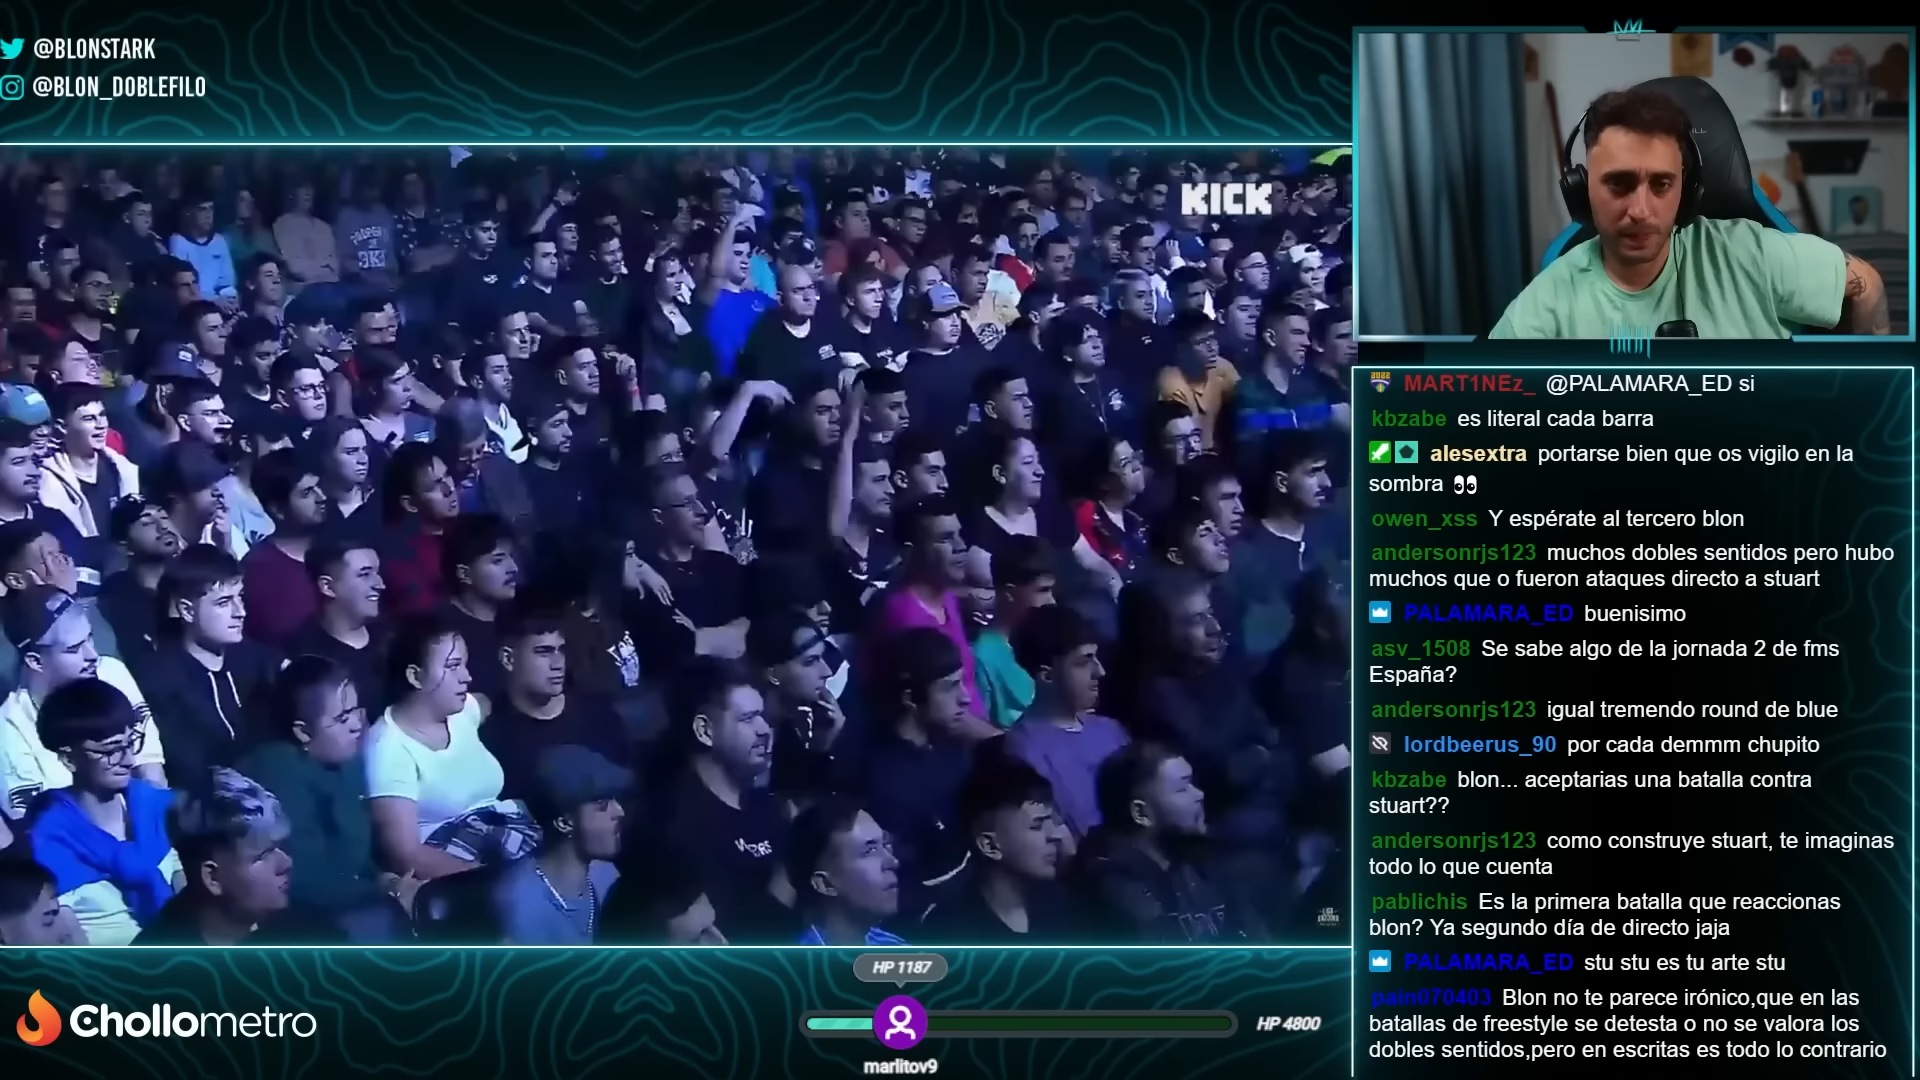 @BLONSTARK
@BLON_DOBLEFILO
KICK
MART1NEz_ @PALAMARA_ED si
kbzabe es literal cada barra
alesextra portarse bien que os vigilo en la
sombra
owen_xss Y espérate al tercero blon
andersonrjs123 muchos dobles sentidos pero hubo
muchos que o fueron ataques directo a stuart
PALAMARA_ED buenisimo
asv_1508 Se sabe algo de la jornada 2 de fms
España?
andersonrjs123 igual tremendo round de blue
lordbeerus_90 por cada demmm chupito
kbzabe blon... aceptarias una batalla contra
stuart??
andersonrjs123 como construye stuart, te imaginas
todo lo que cuenta
pablichis Es la primera batalla que reaccionas
blon? Ya segundo día de directo jaja
PALAMARA_ED stu stu es tu arte stu
pain070403 Blon no te parece irónico,que en las
batallas de freestyle se detesta o no se valora los
dobles sentidos,pero en escritas es todo lo contrario
Chollometro
HP 1187
HP 4800
marlitov9